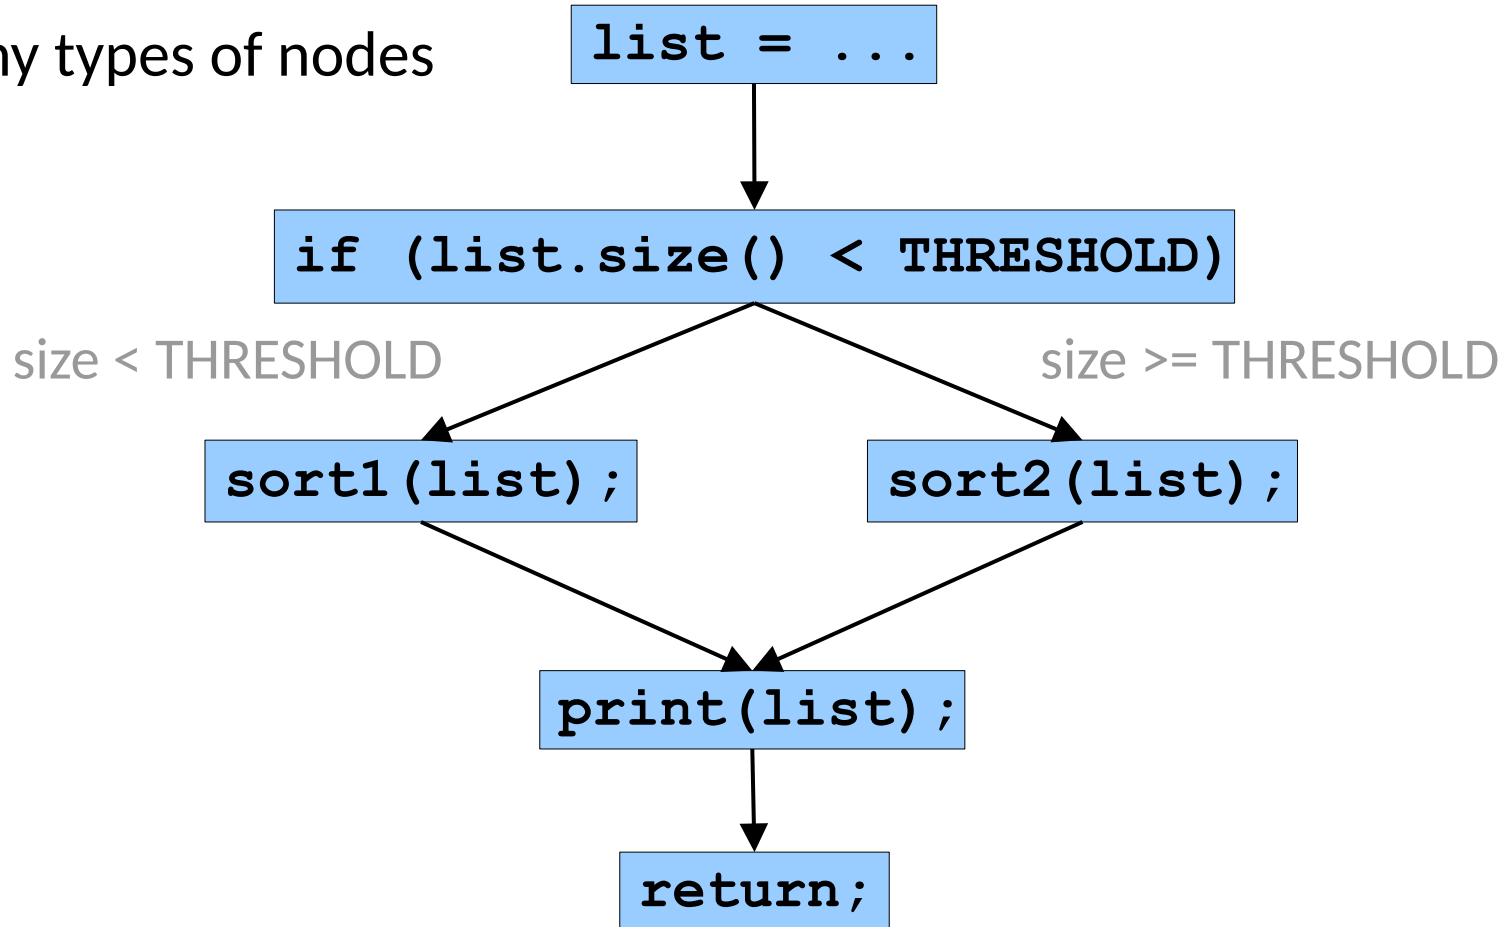 types of nodes
list = ...
if (list.size() < THRESHOLD)
size < THRESHOLD
size >= THRESHOLD
sort1(list);
sort2(list);
print(list);
return;